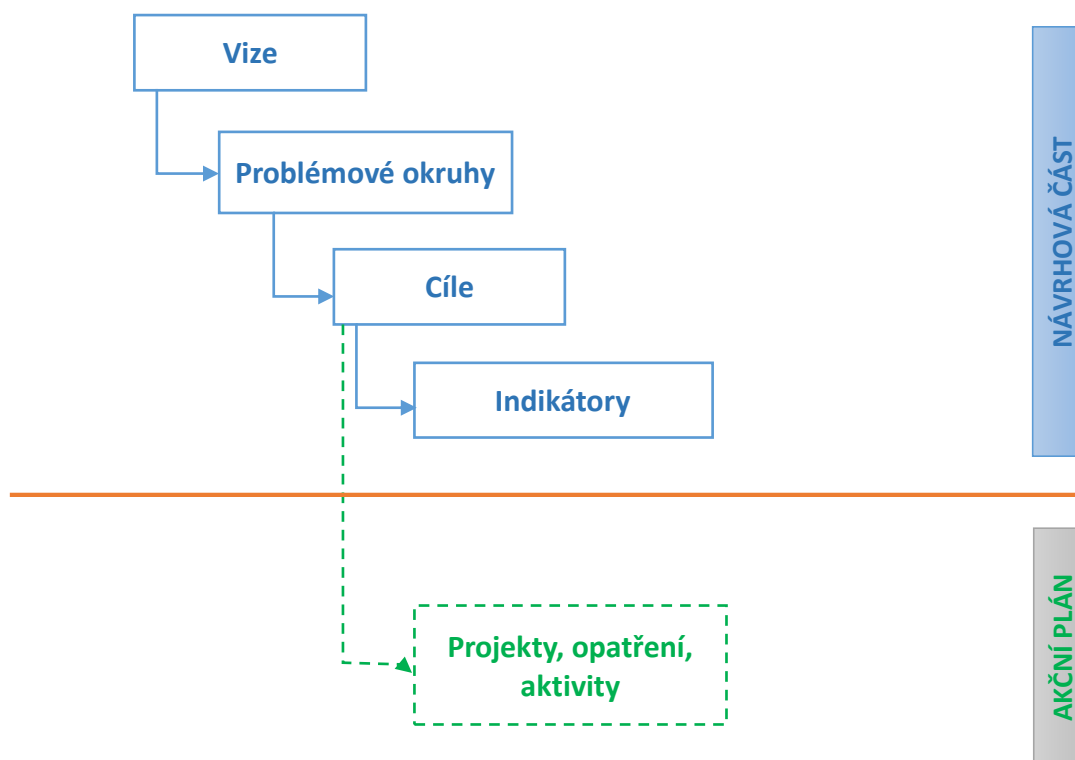 Vize
Problémové okruhy
Cíle
Indikátory
NÁVRHOVÁ ČÁST
Projekty, opatření,
aktivity
AKČNÍ PLÁN